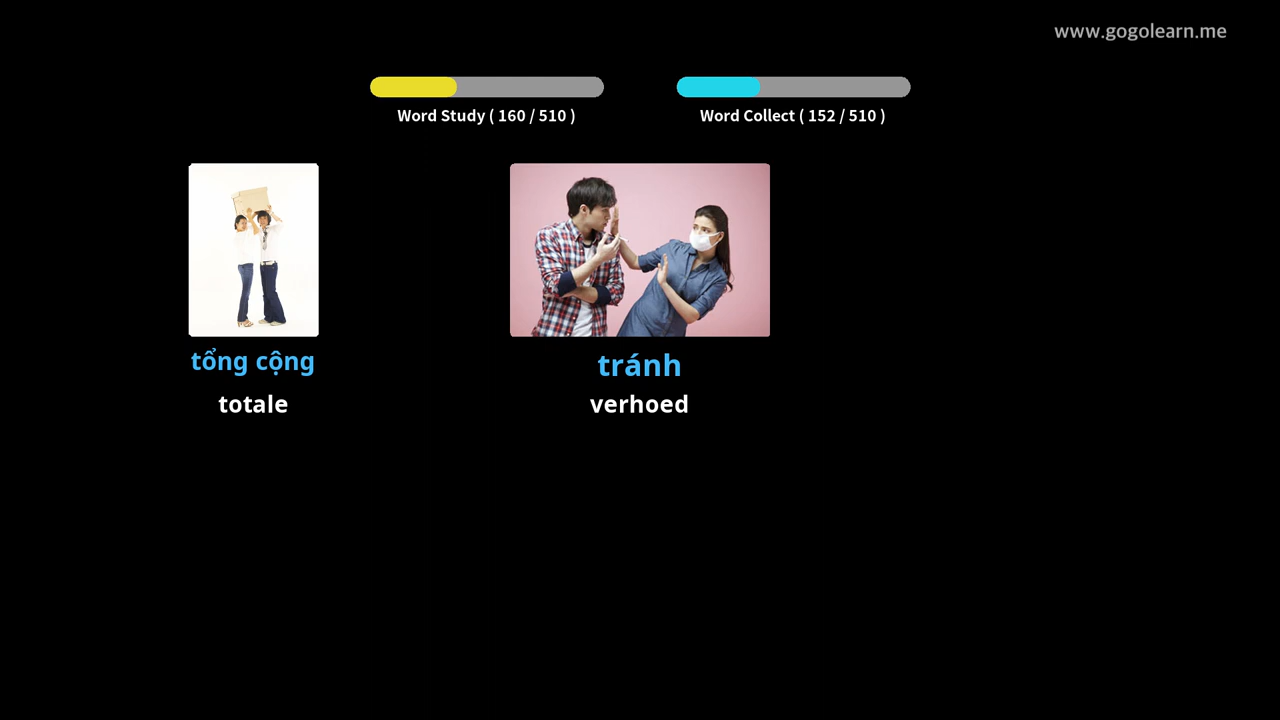 www.gogolearn.me
Word Study ( 160 / 510 )
Word Collect ( 152 / 510 )
tổng cộng
totale
tránh
verhoed